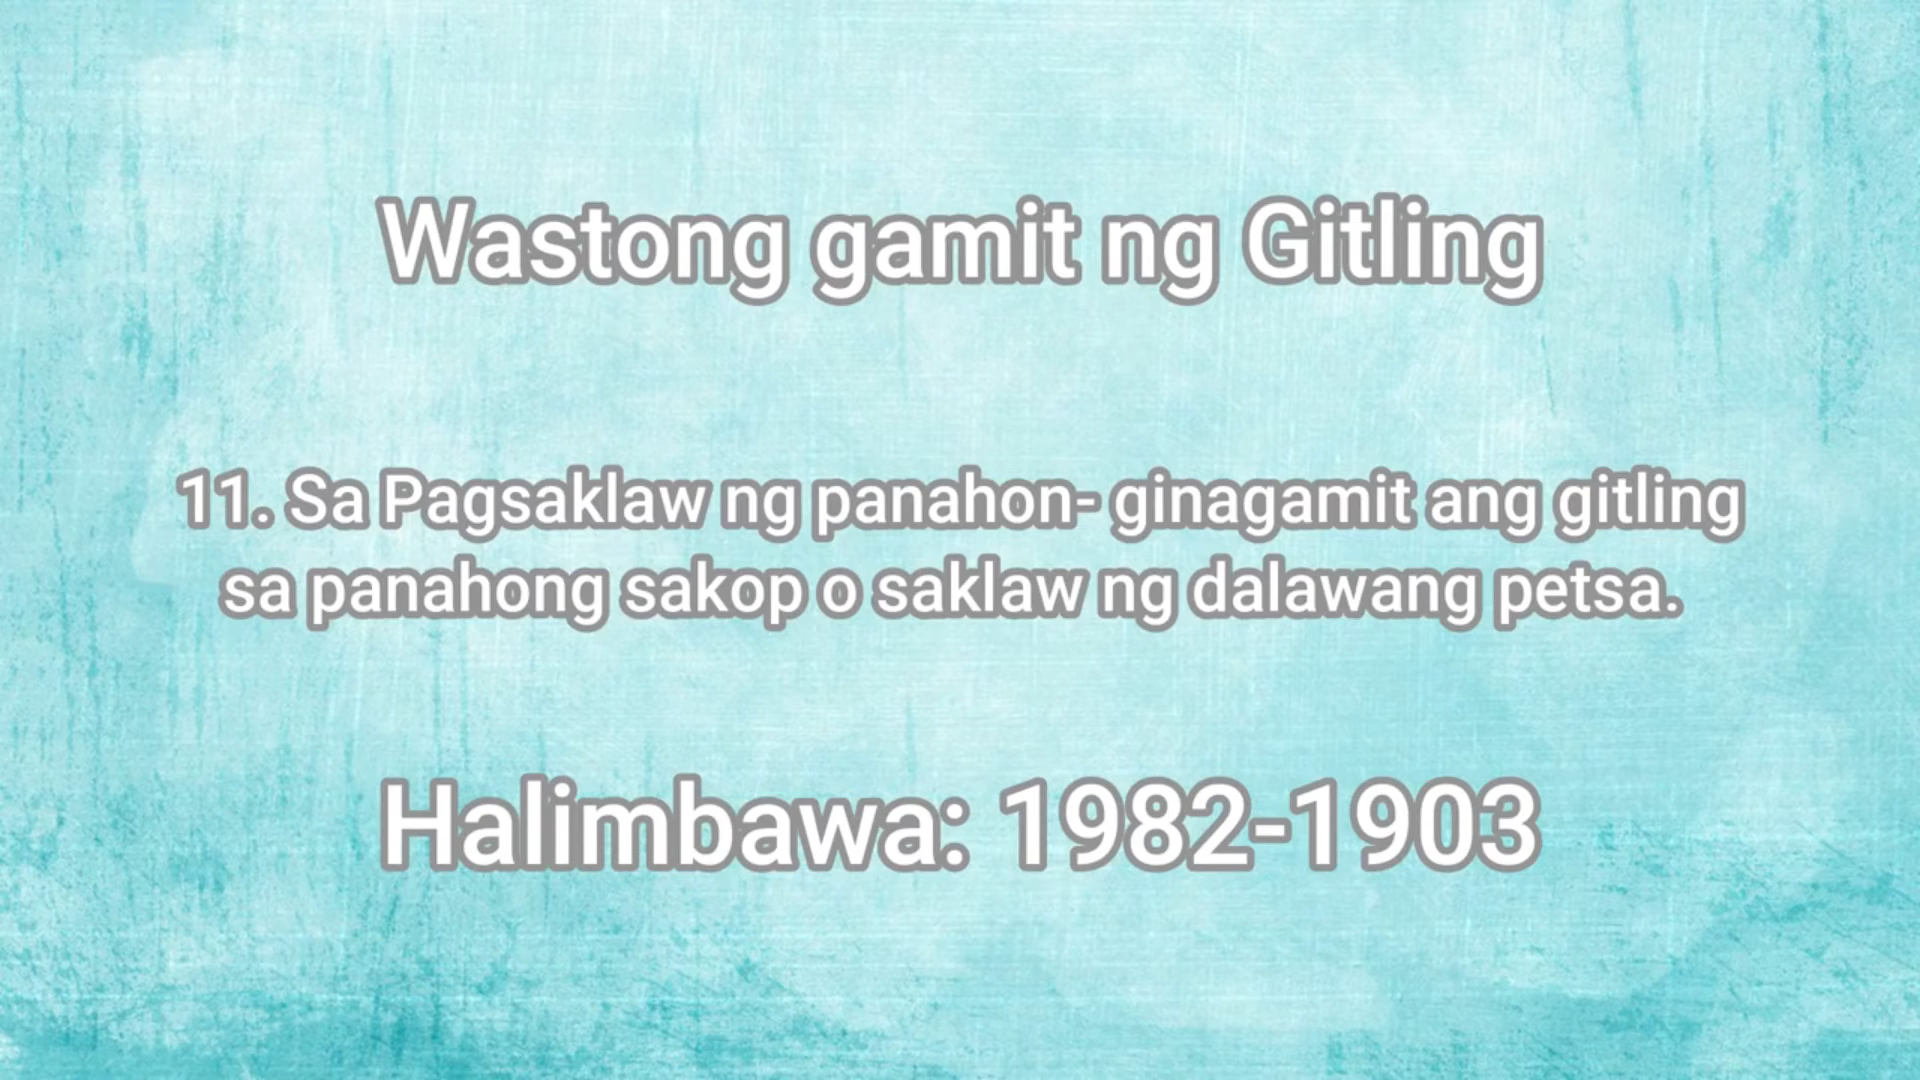 Wastong gamit ng Gitling
11. Sa Pagsaklaw ng panahon- ginagamit ang gitling
sa panahong sakop o saklaw ng dalawang petsa.
Halimbawa: 1982-1903